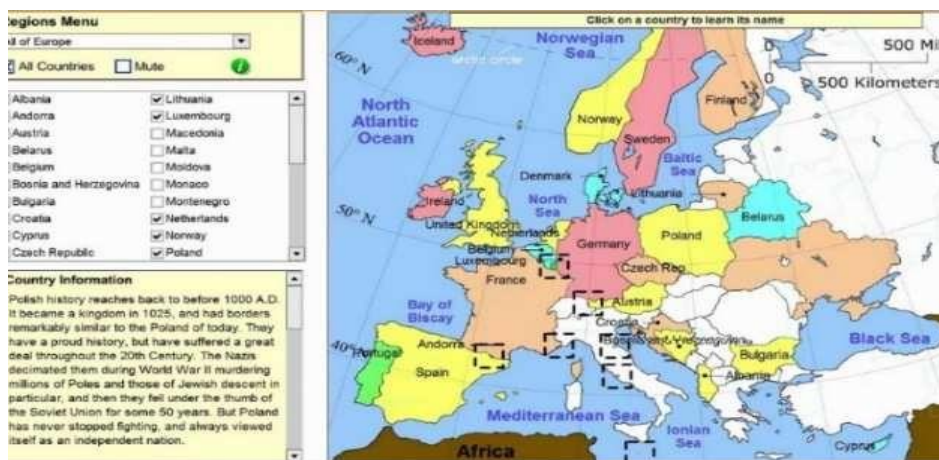 Regions Menu
ll of Europe
All Countries Mute
Albania
Andorra
Austria
Belarus
Belgium
Bosnia and Herzegovina
Bulgaria
Croatia
Cyprus
Czech Republic
Lithuania
Luxembourg
Macedonia
Malta
Moldova
Monaco
Montenegro
Netherlands
Norway
Poland
Country Information
Polish history reaches back to before 1000 A.D.
It became a kingdom in 1025, and had borders
remarkably similar to the Poland of today. They
have a proud history, but have suffered a great
deal throughout the 20th Century. The Nazis
decimated them during World War II murdering
millions of Poles and those of Jewish descent in
particular, and then they fell under the thumb of
the Soviet Union for some 50 years. But Poland
has never stopped fighting, and always viewed
itself as an independent nation.
Click on a country to learn its name
Iceland
Norwegian
Sea
500 Mi
0
500 Kilometers
60° N
Arctic circle
North
Atlantic
Ocean
Finland
Norway
Sweden
Baltic
Sea
Denmark
Lithuania
North
Sea
Ireland
United Kingdom
Belarus
50° N
Netherlands
Belgium
Luxembourg
Germany
Poland
Czech Rep
France
Austria
Bay of
Biscay
Croatia
Bosnia and Herzegovina
Black Sea
40° N
Portugal
Andorra
Spain
Bulgaria
Albania
Mediterranean Sea
Ionian
Sea
Cyprus
Africa